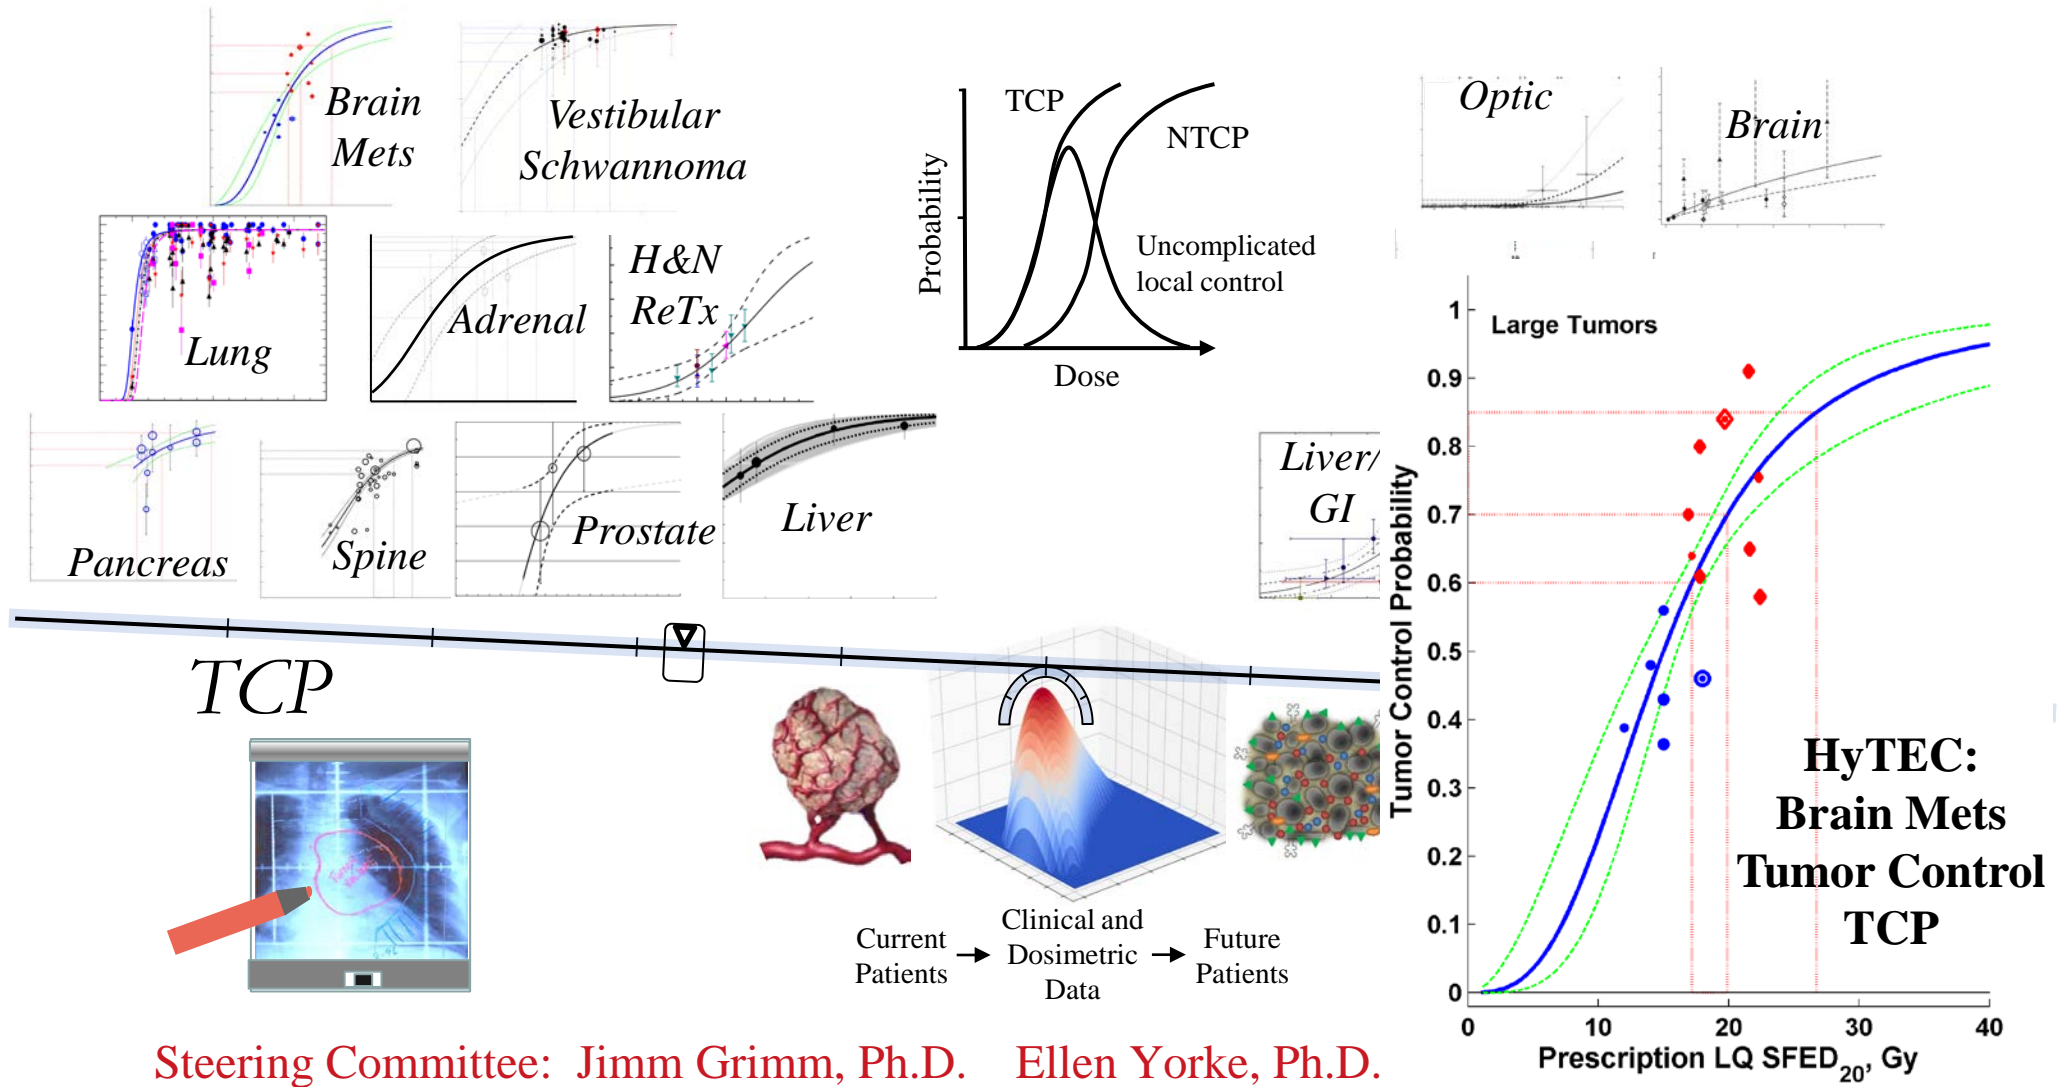 Brain
Mets
Vestibular
Schwannoma
TCP
NTCP
Probability
Uncomplicated
local control
Dose
Optic
Brain
Lung
Adrenal
H&N
ReTx
Pancreas
Spine
Prostate
Liver
Liver/
GI
TCP
Current
Patients
Clinical and
Dosimetric
Data
Future
Patients
Large Tumors
Tumor Control Probability
1
0.9
0.8
0.7
0.6
0.5
0.4
0.3
0.2
0.1
0
0 10 20 30 40
Prescription LQ SFED20, Gy
HyTEC:
Brain Mets
Tumor Control
TCP
Steering Committee: Jimm Grimm, Ph.D. Ellen Yorke, Ph.D.